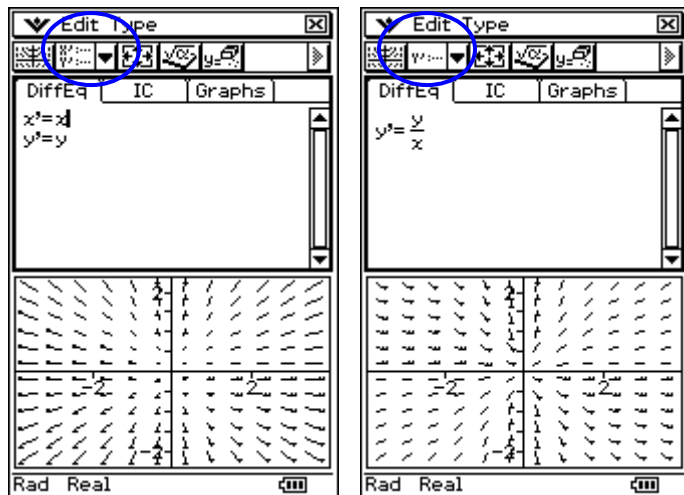 Edit Type
DiffEq IC Graphs
x'=x
y'=y
2
-2 2
-2
Rad Real
Edit Type
y=
DiffEq IC Graphs
y'=y/x
2
-2 2
-2
Rad Real